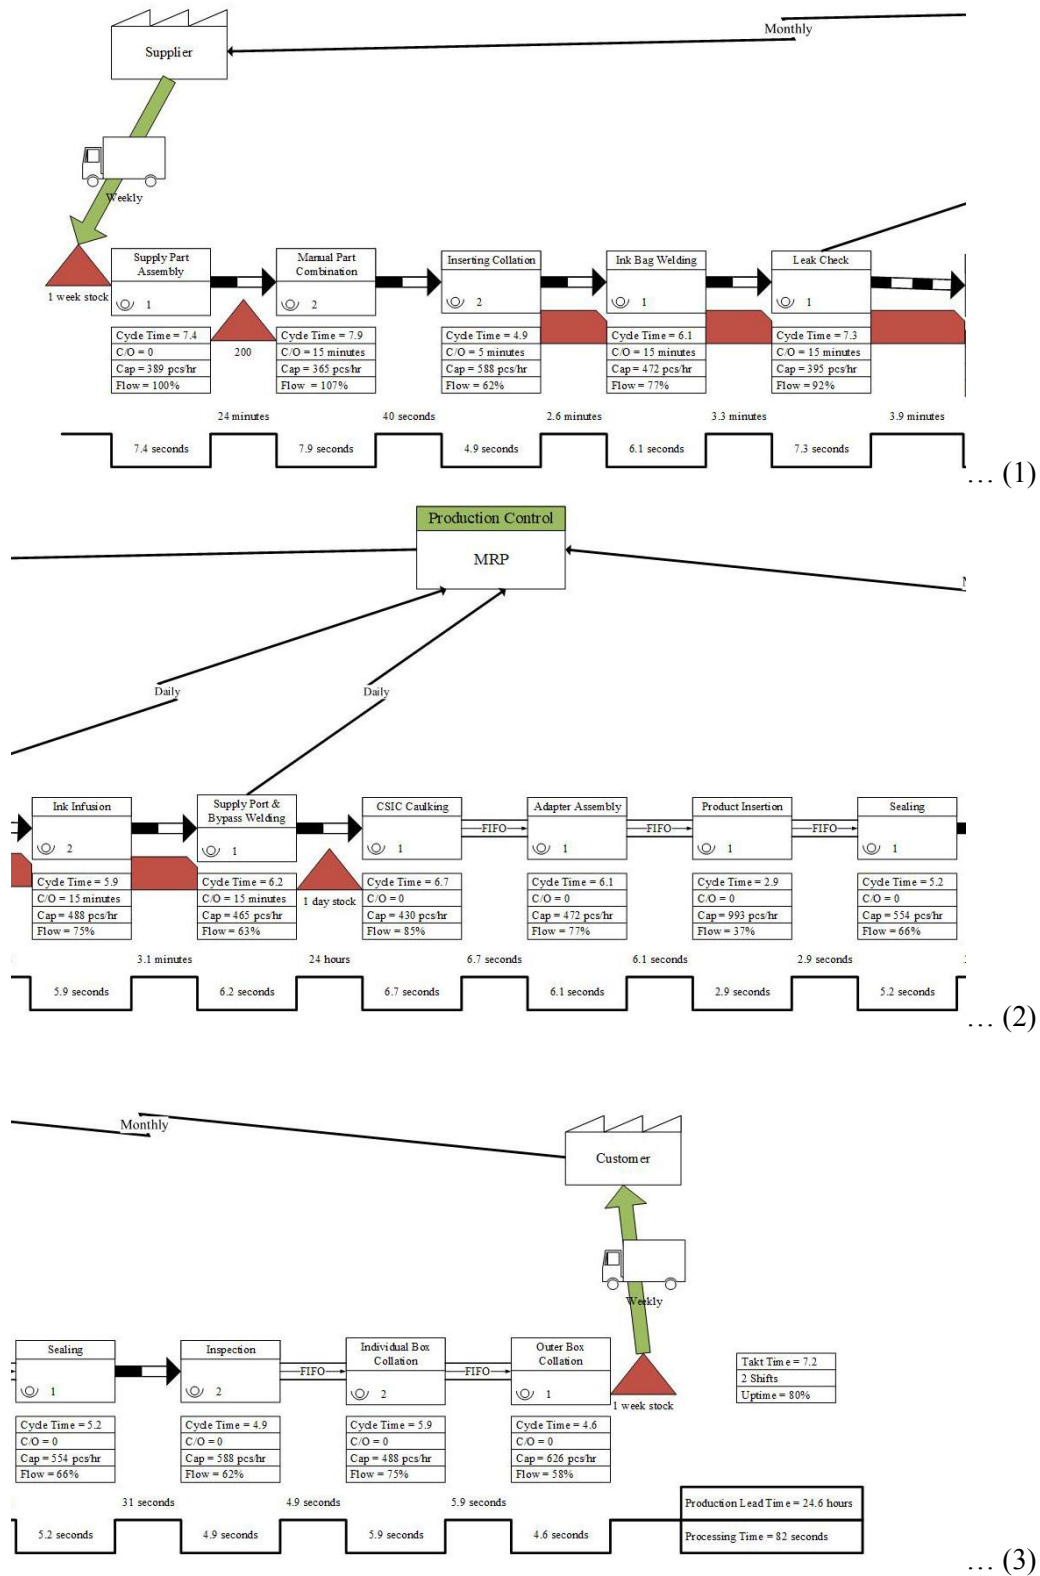 Monthly
Supplier
Weekly
1 week stock
Supply Part
Assembly
1
Manual Part
Combination
2
Inserting Collation
2
Ink Bag Welding
1
Leak Check
1
200
Cycle Time = 7.4
C/O = 0
Cap = 389 pcs/hr
Flow = 100%
Cycle Time = 7.9
C/O = 15 minutes
Cap = 365 pcs/hr
Flow = 107%
Cycle Time = 4.9
C/O = 5 minutes
Cap = 588 pcs/hr
Flow = 62%
Cycle Time = 6.1
C/O = 15 minutes
Cap = 472 pcs/hr
Flow = 77%
Cycle Time = 7.3
C/O = 15 minutes
Cap = 395 pcs/hr
Flow = 92%
24 minutes
40 seconds
2.6 minutes
3.3 minutes
3.9 minutes
7.4 seconds
7.9 seconds
4.9 seconds
6.1 seconds
7.3 seconds
… (1)
Production Control
MRP
Daily
Daily
Ink Infusion
2
Supply Port &
Bypass Welding
1
CSIC Caulking
1
FIFO
Adapter Assembly
1
FIFO
Product Insertion
1
FIFO
Sealing
1
1 day stock
Cycle Time = 5.9
C/O = 15 minutes
Cap = 488 pcs/hr
Flow = 75%
Cycle Time = 6.2
C/O = 15 minutes
Cap = 465 pcs/hr
Flow = 63%
Cycle Time = 6.7
C/O = 0
Cap = 430 pcs/hr
Flow = 85%
Cycle Time = 6.1
C/O = 0
Cap = 472 pcs/hr
Flow = 77%
Cycle Time = 2.9
C/O = 0
Cap = 993 pcs/hr
Flow = 37%
Cycle Time = 5.2
C/O = 0
Cap = 554 pcs/hr
Flow = 66%
3.1 minutes
24 hours
6.7 seconds
6.1 seconds
2.9 seconds
5.9 seconds
6.2 seconds
6.7 seconds
6.1 seconds
2.9 seconds
5.2 seconds
… (2)
Monthly
Customer
Weekly
1 week stock
Sealing
1
Inspection
2
FIFO
Individual Box
Collation
2
FIFO
Outer Box
Collation
1
Takt Time = 7.2
2 Shifts
Uptime = 80%
Cycle Time = 5.2
C/O = 0
Cap = 554 pcs/hr
Flow = 66%
Cycle Time = 4.9
C/O = 0
Cap = 588 pcs/hr
Flow = 62%
Cycle Time = 5.9
C/O = 0
Cap = 488 pcs/hr
Flow = 75%
Cycle Time = 4.6
C/O = 0
Cap = 626 pcs/hr
Flow = 58%
31 seconds
4.9 seconds
5.9 seconds
5.2 seconds
4.9 seconds
5.9 seconds
4.6 seconds
Production Lead Time = 24.6 hours
Processing Time = 82 seconds
… (3)